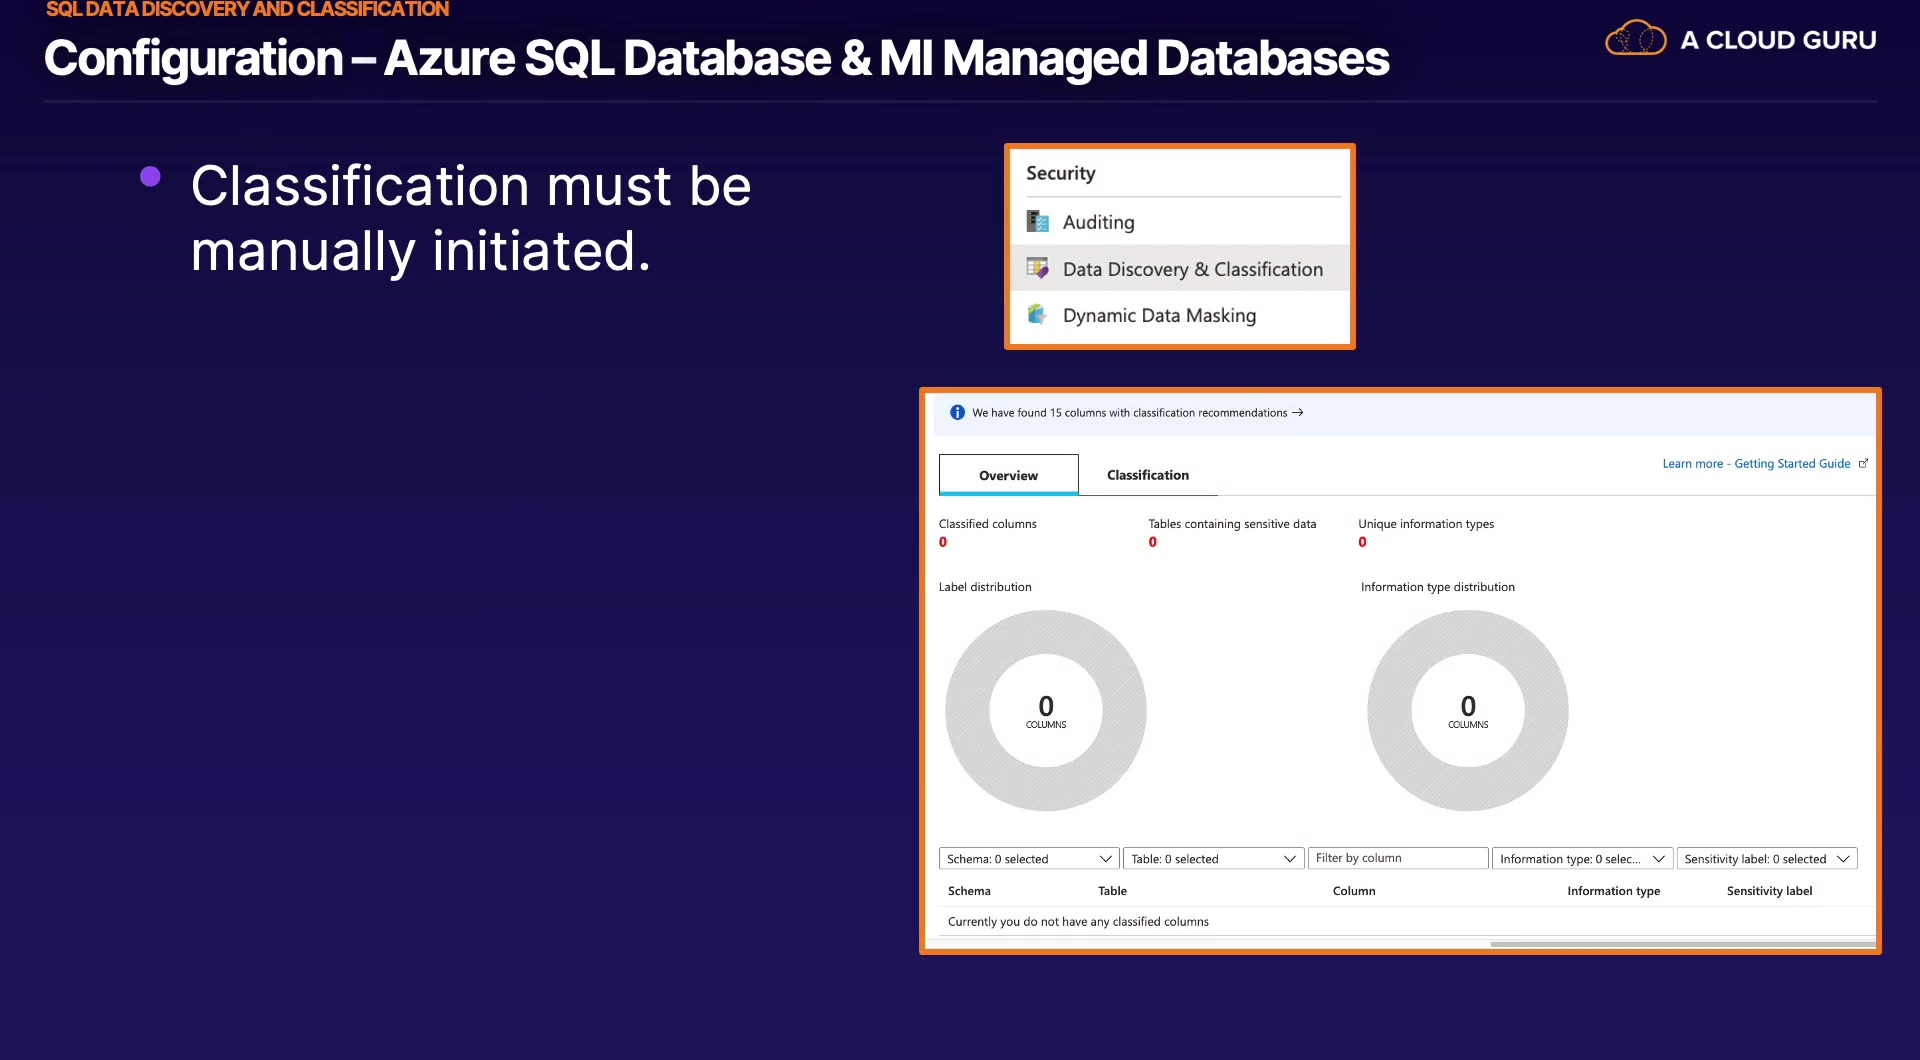 SQL DATA DISCOVERY AND CLASSIFICATION
Configuration – Azure SQL Database & MI Managed Databases
A CLOUD GURU
Classification must be
manually initiated.
Security
Auditing
Data Discovery & Classification
Dynamic Data Masking
We have found 15 columns with classification recommendations →
Overview
Classification
Learn more - Getting Started Guide
Classified columns
0
Tables containing sensitive data
0
Unique information types
0
Label distribution
0
COLUMNS
Information type distribution
0
COLUMNS
Schema: 0 selected
Table: 0 selected
Filter by column
Information type: 0 selec...
Sensitivity label: 0 selected
Schema
Table
Column
Information type
Sensitivity label
Currently you do not have any classified columns